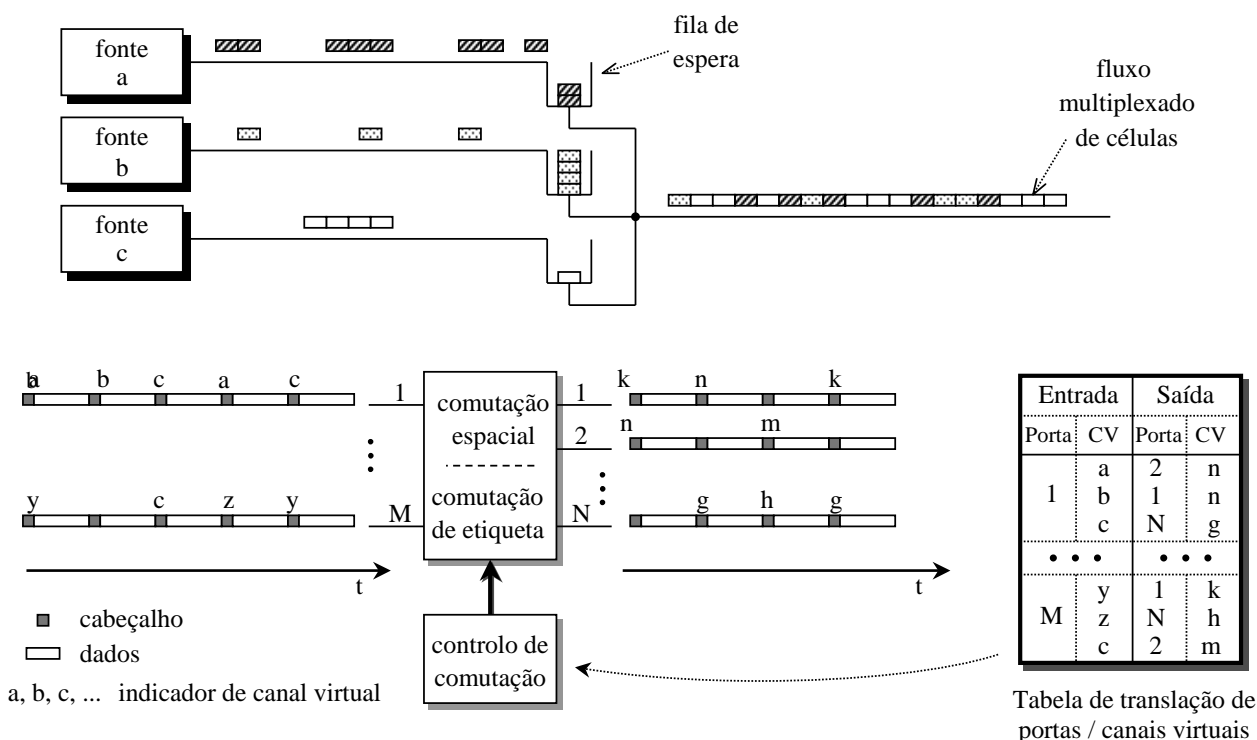 fonte
a
fila de
espera
fluxo
multiplexado
de células
fonte
b
fonte
c
a b c a c
1
comutação
espacial
comutação
de etiqueta
1
k n k
2
n m
y c z y
M
N
g h g
t
t
cabeçalho
dados
a, b, c, ... indicador de canal virtual
controlo de
comutação
Entrada Saída
Porta CV Porta CV
a 2 n
1 b 1 n
c N g
• • • • • •
y 1 k
M z N h
c 2 m
Tabela de translação de
portas / canais virtuais